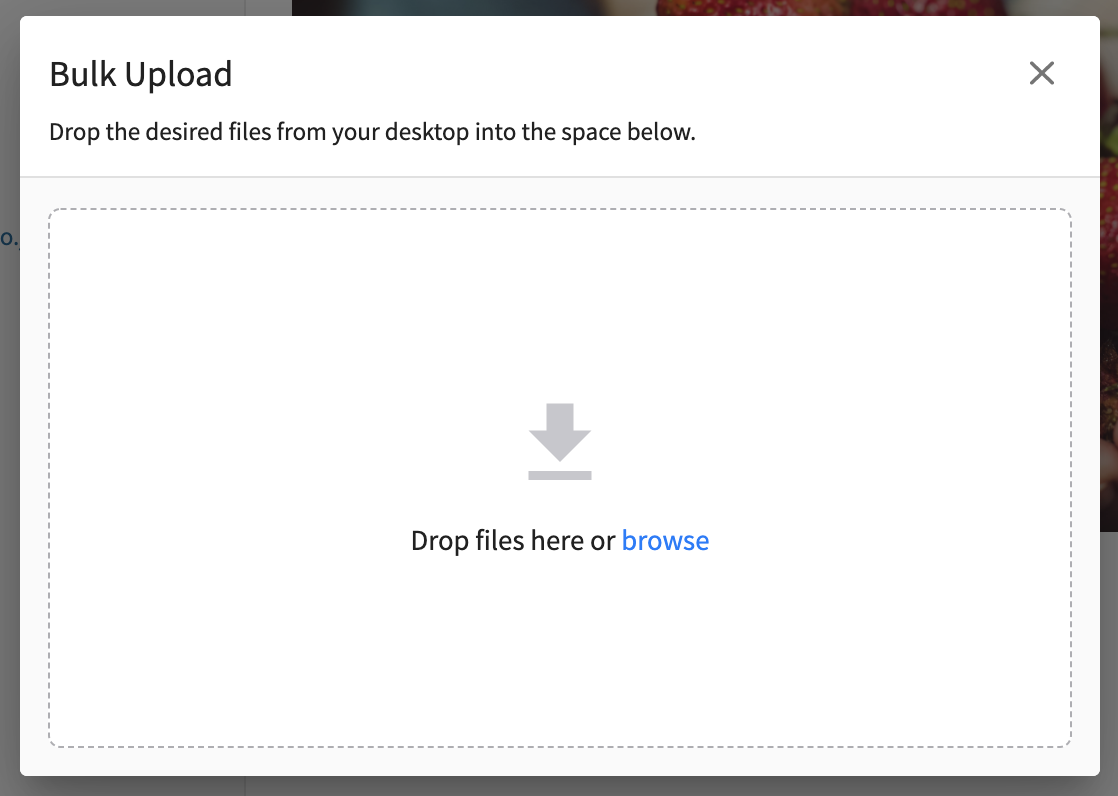 Bulk Upload
Drop the desired files from your desktop into the space below.
o.
Drop files here or browse